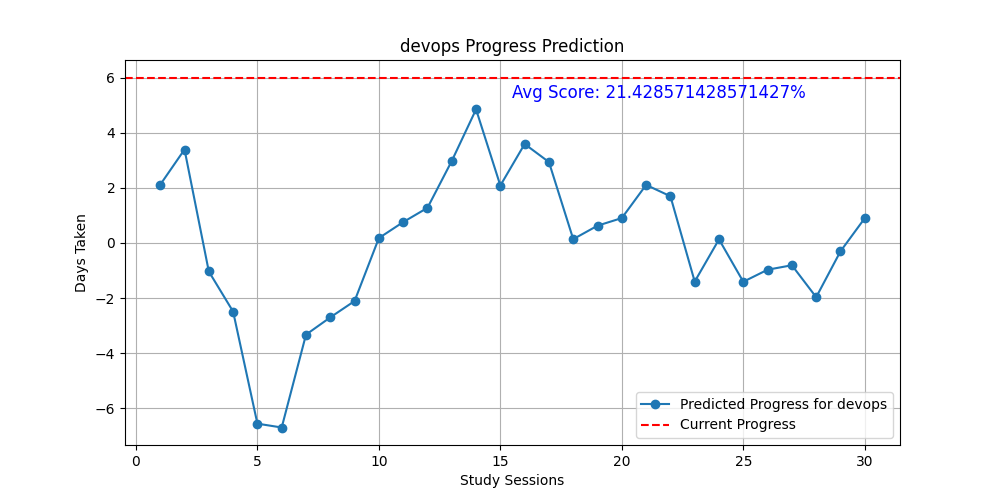 devops Progress Prediction
Avg Score: 21.428571428571427%
6
4
2
0
−2
−4
−6
Days Taken
Predicted Progress for devops
Current Progress
0 5 10 15 20 25 30
Study Sessions